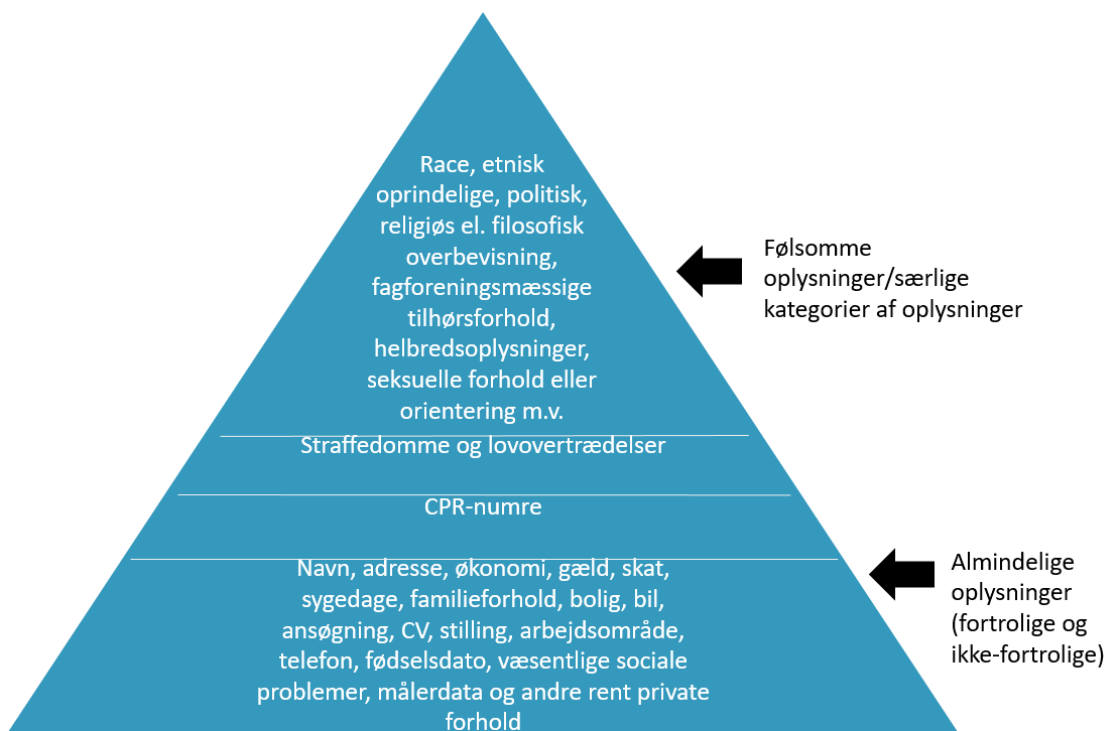 Race, etnisk
oprindelige, politisk,
religiøs el. filosofisk
overbevisning,
fagforeningsmæssige
tilhørsforhold,
helbredsoplysninger,
seksuelle forhold eller
orientering m.v.
Følsomme
oplysninger/særlige
kategorier af oplysninger
Straffedomme og lovovertrædelser
CPR-numre
Navn, adresse, økonomi, gæld, skat,
sygedage, familieforhold, bolig, bil,
ansøgning, CV, stilling, arbejdsområde,
telefon, fødselsdato, væsentlige sociale
problemer, målerdata og andre rent private
forhold
Almindelige
oplysninger
(fortrolige og
ikke-fortrolige)